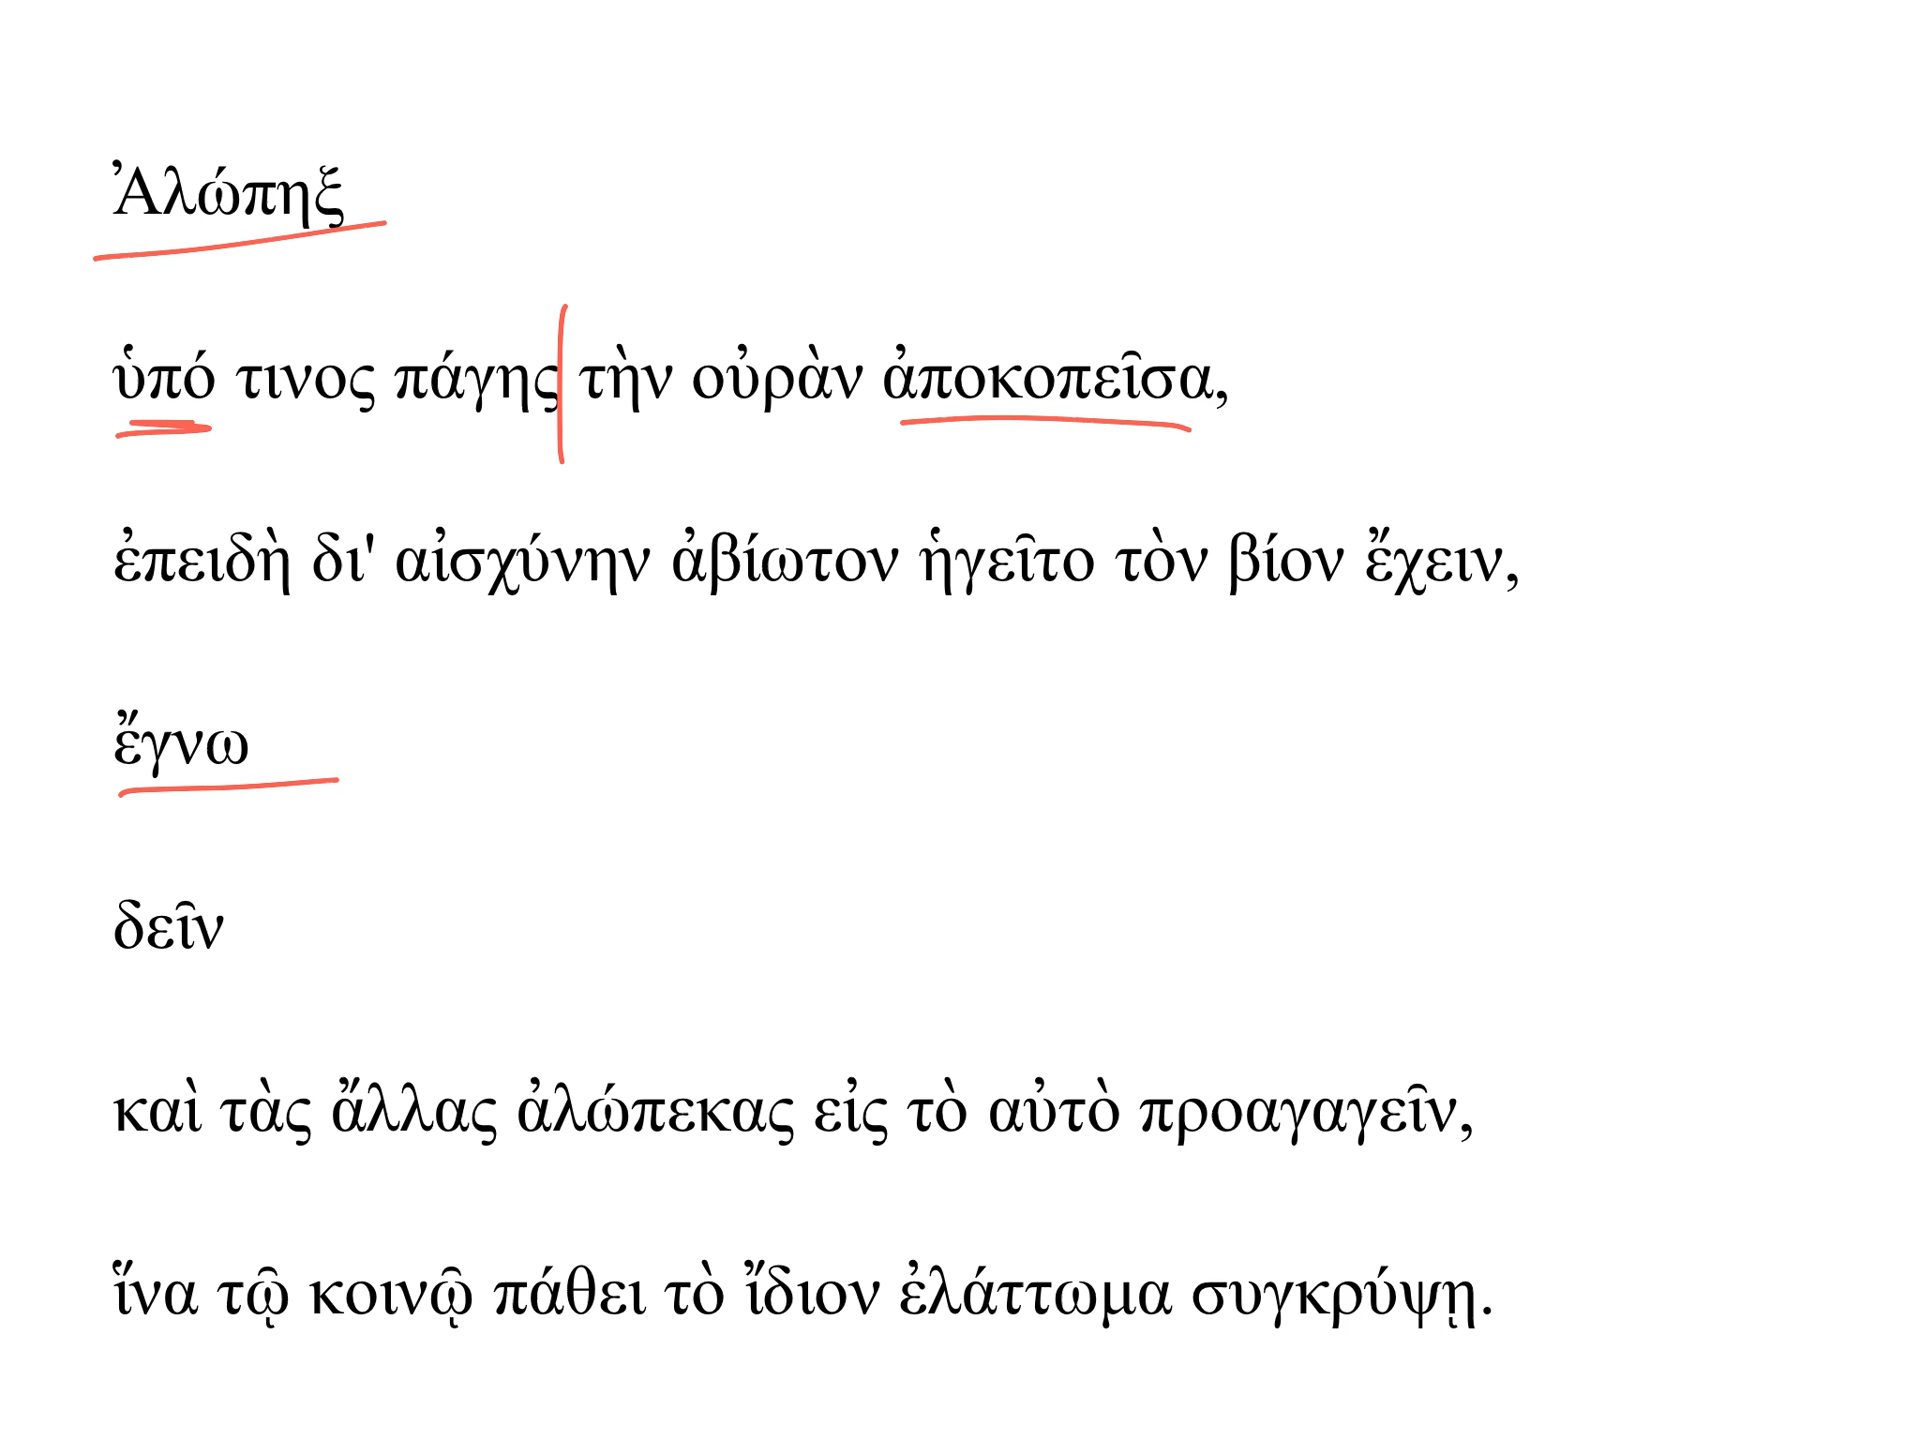 Ἀλώπηξ
ὑπό τινος πάγης τὴν οὐρὰν ἀποκοπεῖσα,
ἐπειδὴ δι' αἰσχύνην ἀβίωτον ἡγεῖτο τὸν βίον ἔχειν,
ἔγνω
δεῖν
καὶ τὰς ἄλλας ἀλώπεκας εἰς τὸ αὐτὸ προαγαγεῖν,
ἵνα τῷ κοινῷ πάθει τὸ ἴδιον ἐλάττωμα συγκρύψῃ.